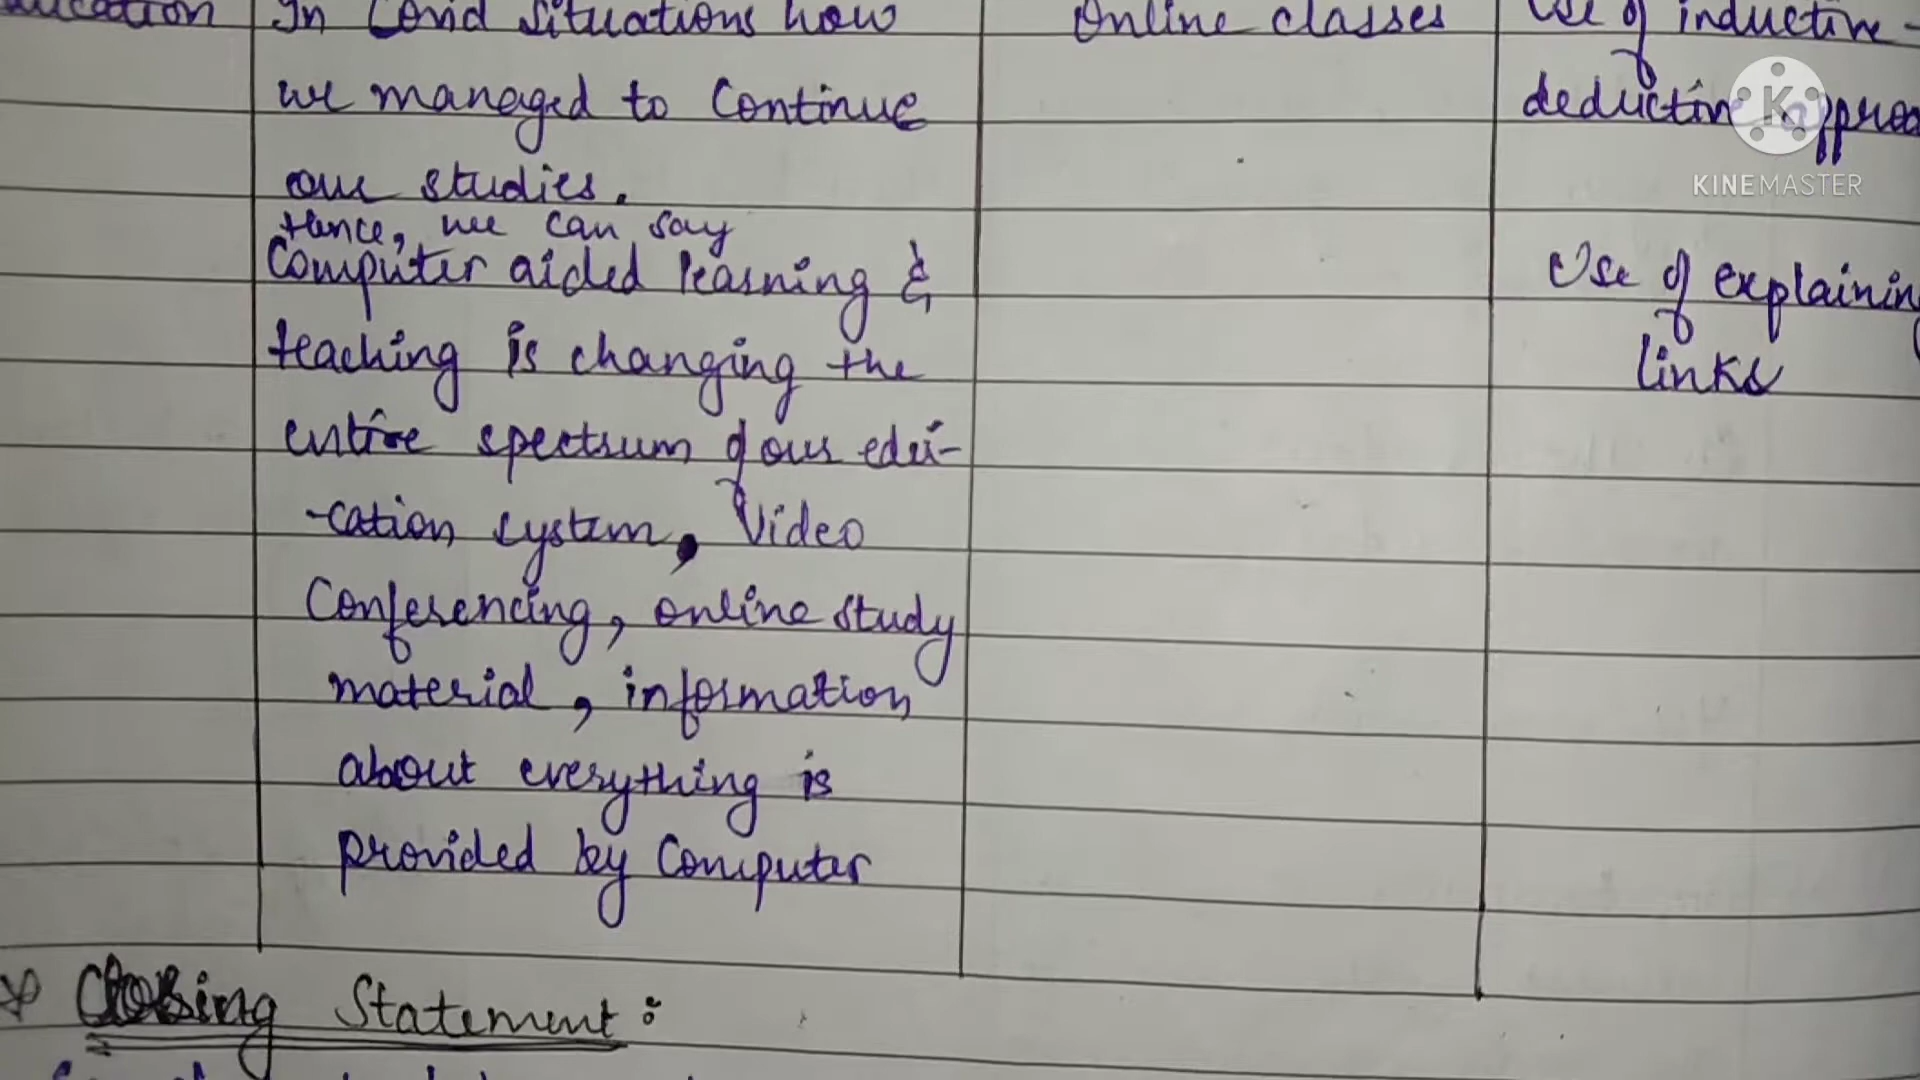 In Covid Situations how
we managed to Continue
our studies.
Hence, we can say
Computer aided learning &
teaching is changing the
entire spectrum of our edu-
-cation system, Video
Conferencing, online study
material, information
about everything is
provided by Computer
Online classes
Use of inductive-
deductive
Use of explaining
links
KINEMASTER
* Closing Statement: